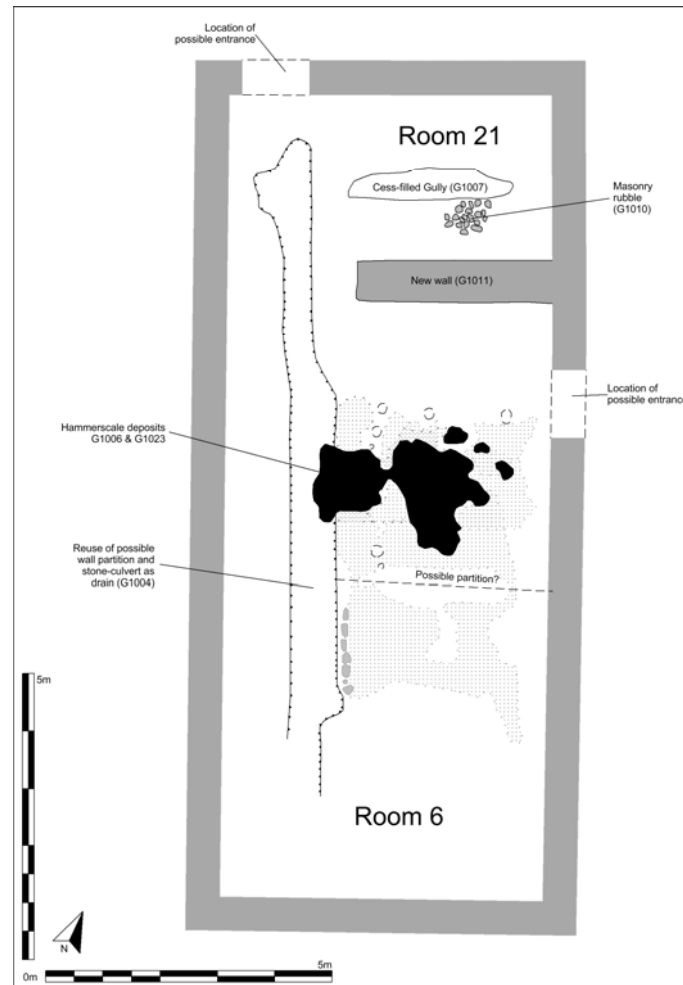 Location of
possible entrance
Room 21
Cess-filled Gully (G1007)
Masonry
rubble
(G1010)
New wall (G1011)
Location of
possible entrance
Hammerscale deposits
G1006 & G1023
Reuse of possible
wall partition and
stone-culvert as
drain (G1004)
Possible partition?
5m
Room 6
N
0m
5m